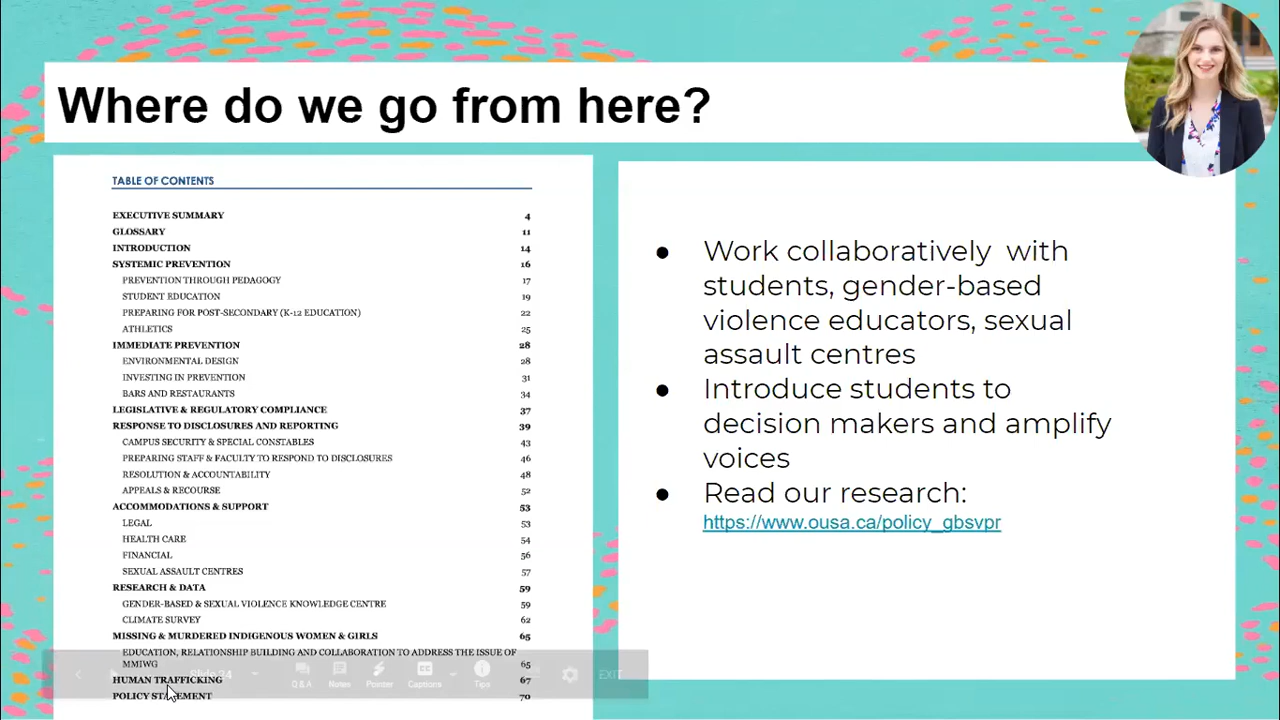 Where do we go from here?
TABLE OF CONTENTS
EXECUTIVE SUMMARY 4
GLOSSARY 11
INTRODUCTION 14
SYSTEMIC PREVENTION 16
PREVENTION THROUGH PEDAGOGY 17
STUDENT EDUCATION 19
PREPARING FOR POST-SECONDARY (K-12 EDUCATION) 22
ATHLETICS 25
IMMEDIATE PREVENTION 28
ENVIRONMENTAL DESIGN 28
INVESTING IN PREVENTION 31
BARS AND RESTAURANTS 34
LEGISLATIVE & REGULATORY COMPLIANCE 37
RESPONSE TO DISCLOSURES AND REPORTING 39
CAMPUS SECURITY & SPECIAL CONSTABLES 43
PREPARING STAFF & FACULTY TO RESPOND TO DISCLOSURES 46
RESOLUTION & ACCOUNTABILITY 48
APPEALS & RECOURSE 52
ACCOMMODATIONS & SUPPORT 53
LEGAL 53
HEALTH CARE 54
FINANCIAL 56
SEXUAL ASSAULT CENTRES 57
RESEARCH & DATA 59
GENDER-BASED & SEXUAL VIOLENCE KNOWLEDGE CENTRE 59
CLIMATE SURVEY 62
MISSING & MURDERED INDIGENOUS WOMEN & GIRLS 65
EDUCATION, RELATIONSHIP BUILDING AND COLLABORATION TO ADDRESS THE ISSUE OF
MMIWG 65
HUMAN TRAFFICKING 67
POLICY STATEMENT 70
Slide 34
Q & A Notes Pointer Captions Tips EXIT
● Work collaboratively with
students, gender-based
violence educators, sexual
assault centres
● Introduce students to
decision makers and amplify
voices
● Read our research:
https://www.ousa.ca/policy_gbsvpr